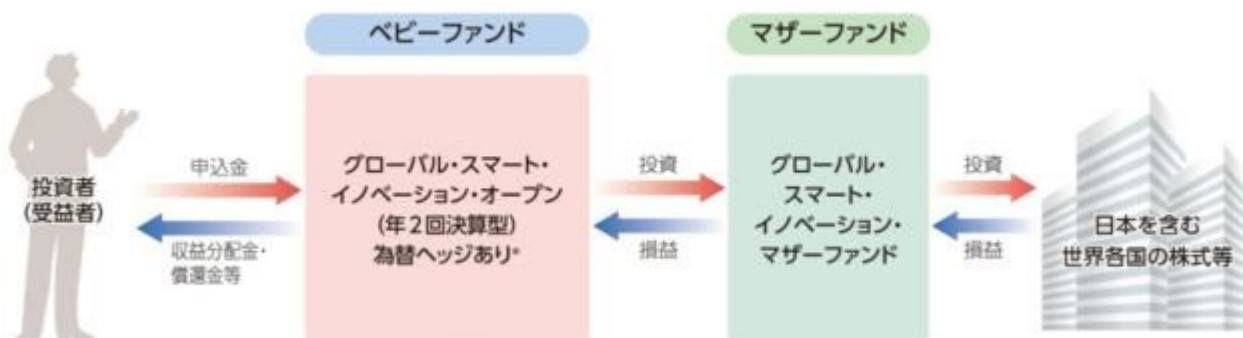 ベビーファンド
マザーファンド
投資者
(受益者)
申込金
収益分配金・
償還金等
グローバル・スマート・
イノベーション・オープン
(年2回決算型)
為替ヘッジあり*
投資
損益
グローバル・
スマート・
イノベーション・
マザーファンド
投資
損益
日本を含む
世界各国の株式等